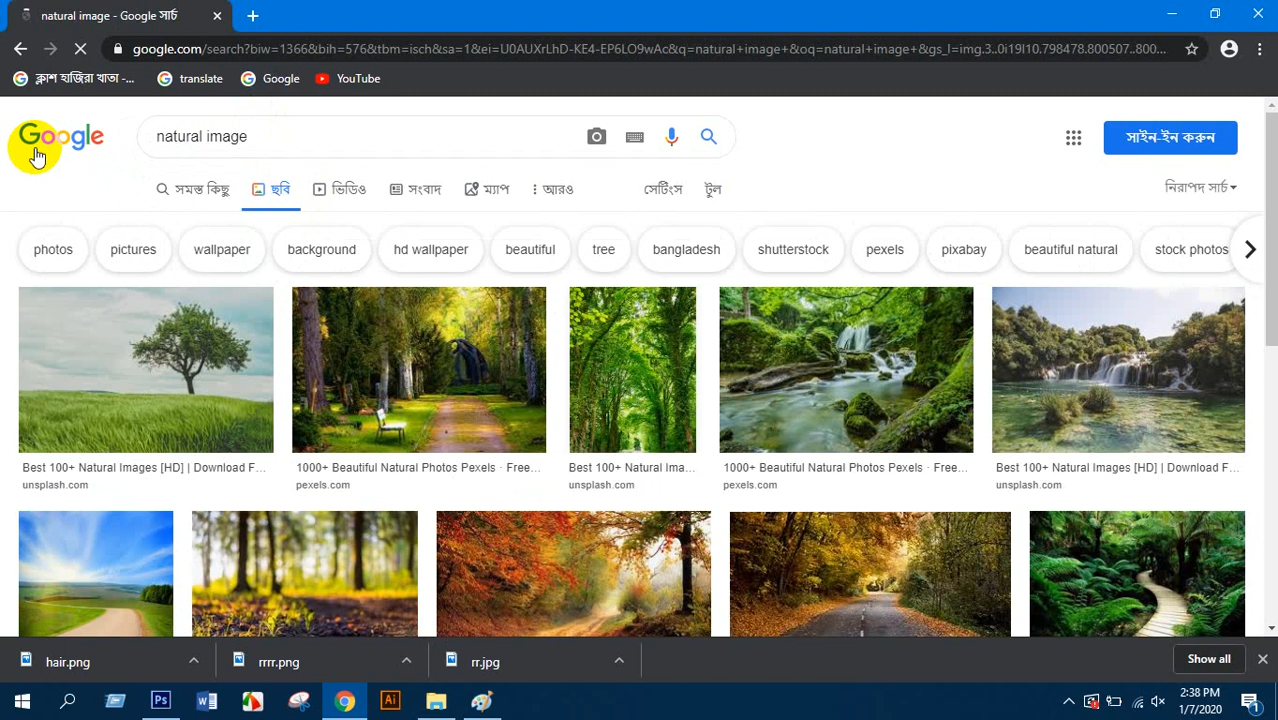 natural image - Google সার্চ
google.com/search?biw=1366&bih=576&tbm=isch&sa=1&ei=U0AUXrLhD-KE4-EP6LO9wAc&q=natural+image+&oq=natural+image+&gs_l=img.3..0i19l10.798478.800507..800...
ক্লাশ হাজিরা খাতা -... translate Google YouTube
Google natural image সাইন-ইন করুন
সমস্ত কিছু ছবি ভিডিও সংবাদ ম্যাপ আরও সেটিংস টুল নিরাপদ সার্চ
photos pictures wallpaper background hd wallpaper beautiful tree bangladesh shutterstock pexels pixabay beautiful natural stock photos
Best 100+ Natural Images [HD] | Download F... 1000+ Beautiful Natural Photos Pexels · Free... Best 100+ Natural Ima... 1000+ Beautiful Natural Photos Pexels · Free... Best 100+ Natural Images [HD] | Download F...
unsplash.com pexels.com unsplash.com pexels.com unsplash.com
hair.png rrrr.png rr.jpg Show all
Ps W Ai 2:38 PM
1/7/2020 1